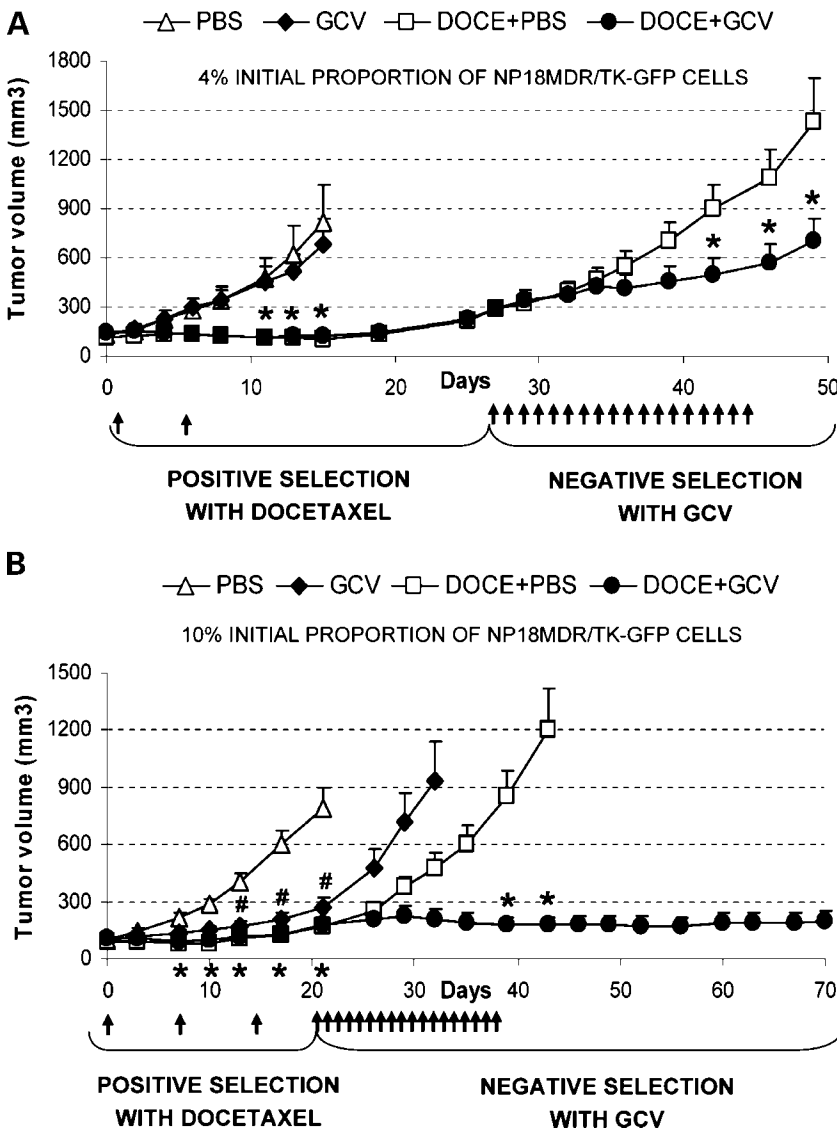 A
PBS GCV DOCE+PBS DOCE+GCV
4% INITIAL PROPORTION OF NP18MDR/TK-GFP CELLS
Tumor volume (mm3)
1800
1500
1200
900
600
300
0
* * *
* * *
0 10 20 Days 30 40 50
POSITIVE SELECTION
WITH DOCETAXEL
NEGATIVE SELECTION
WITH GCV
B
PBS GCV DOCE+PBS DOCE+GCV
10% INITIAL PROPORTION OF NP18MDR/TK-GFP CELLS
Tumor volume (mm3)
1500
1200
900
600
300
0
# # #
* *
* * * * *
0 10 20 30 Days 40 50 60 70
POSITIVE SELECTION
WITH DOCETAXEL
NEGATIVE SELECTION
WITH GCV